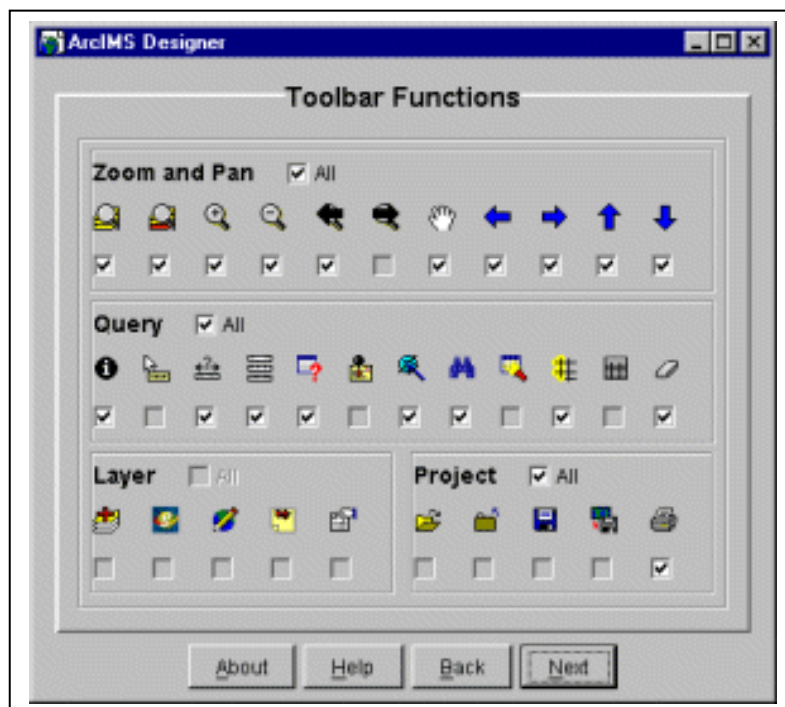 ArcIMS Designer
Toolbar Functions
Zoom and Pan All
Query All
Layer All
Project All
About Help Back Next